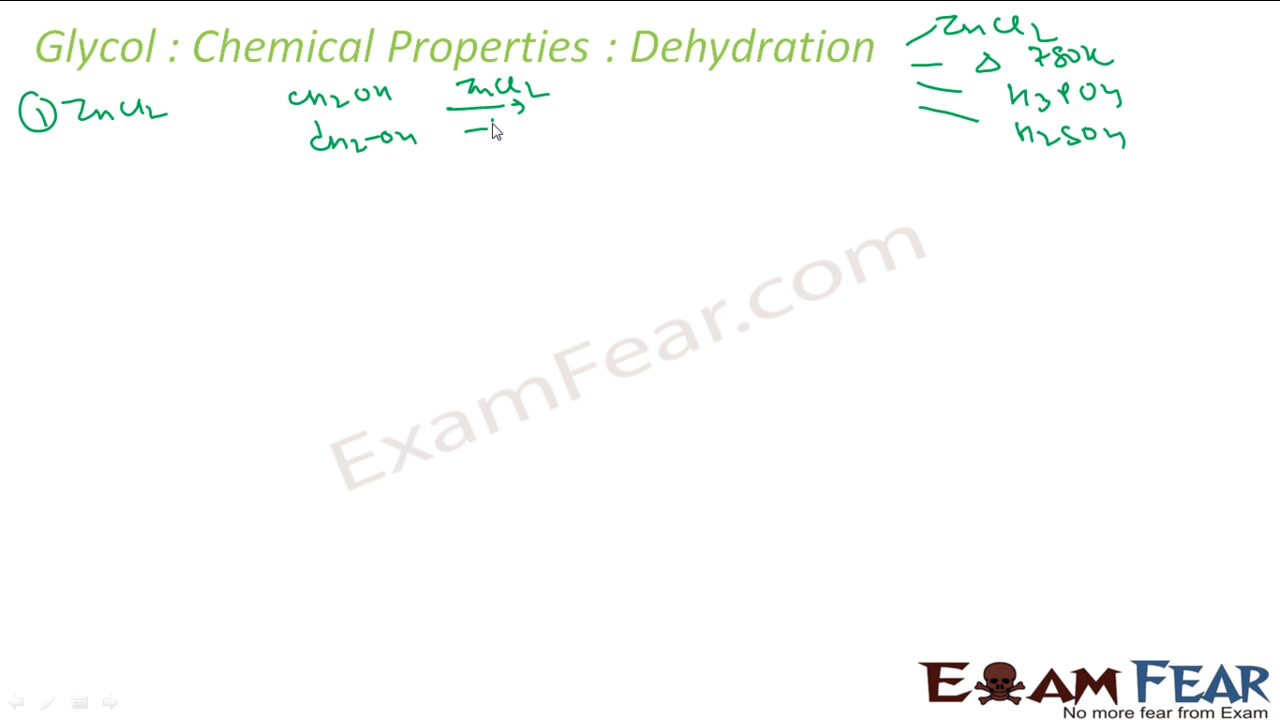 Glycol : Chemical Properties : Dehydration
ZnCl2
Δ 780K
H3PO4
H2SO4
① ZnCl2
CH2OH
CH2-OH
ZnCl2
ExamFear.com
EXAM FEAR
No more fear from Exam